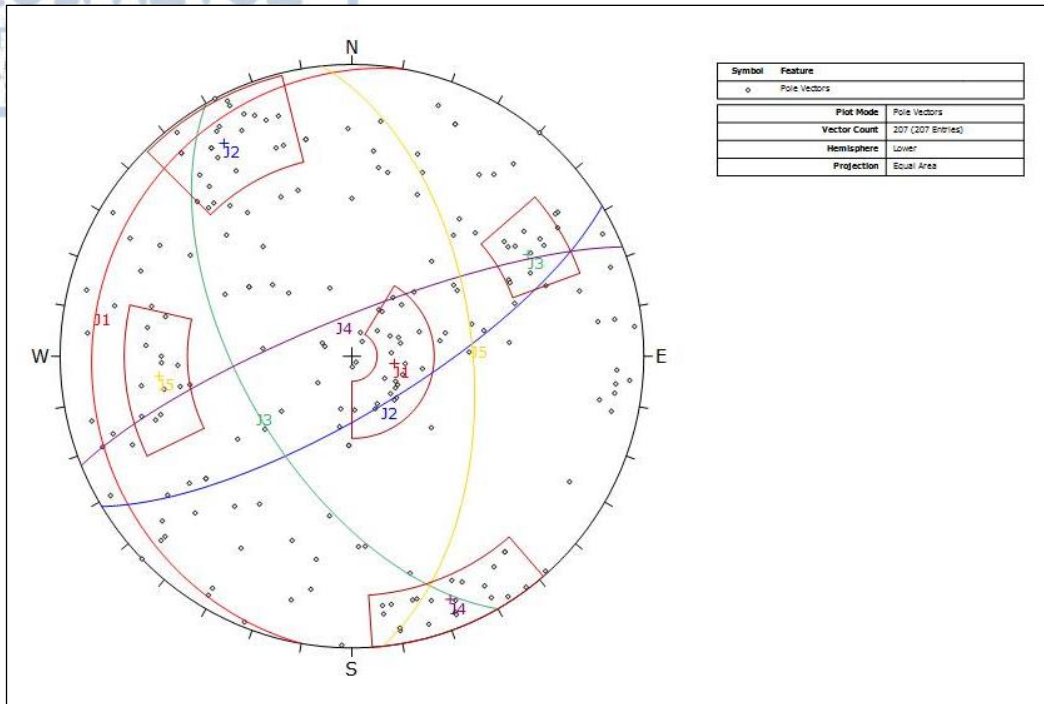 N
Symbol Feature
Pole Vectors
Plot Mode Pole Vectors
Vector Count 207 (207 Entries)
Hemisphere Lower
Projection Equal Area
J2
J3
J1
J4
W
E
J5
J1
J5
J2
J3
J4
S